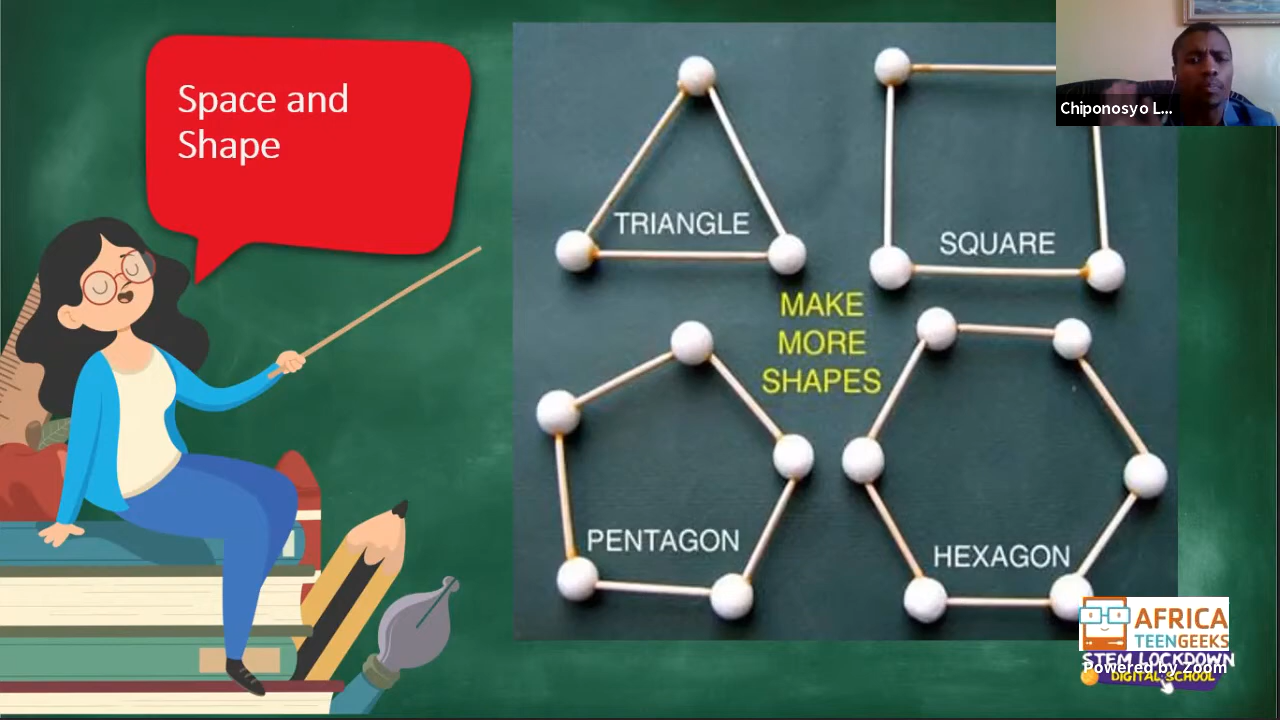 Space and
Shape
Chiponosyo L...
TRIANGLE
SQUARE
MAKE
MORE
SHAPES
PENTAGON
HEXAGON
AFRICA
TEENGEEKS
STEM LOCKDOWN
Powered by Zoom
DIGITAL SCHOOL